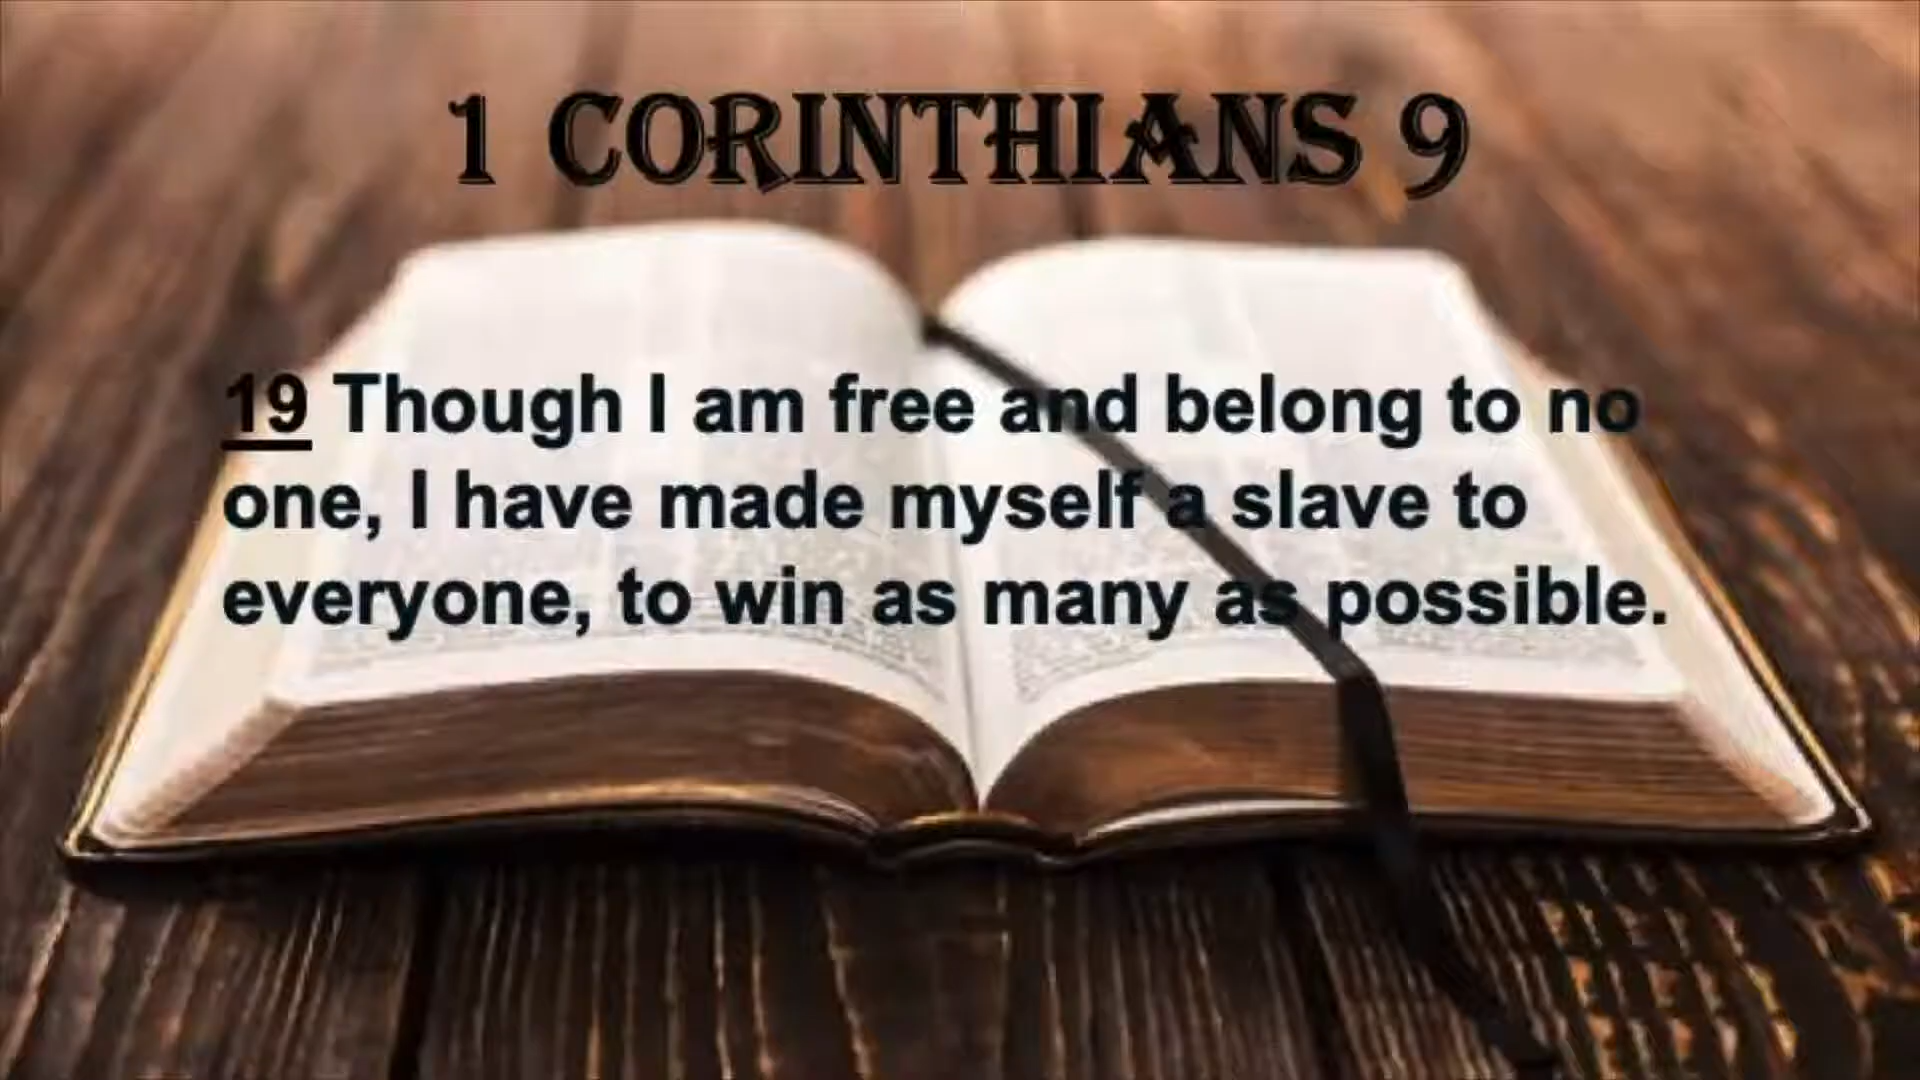 1 CORINTHIANS 9
19 Though I am free and belong to no
one, I have made myself a slave to
everyone, to win as many as possible.